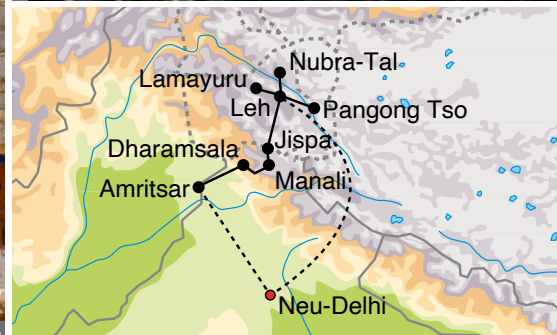 Nubra-Tal
Lamayuru
Leh
Pangong Tso
Jispa
Dharamsala
Manali
Amritsar
Neu-Delhi